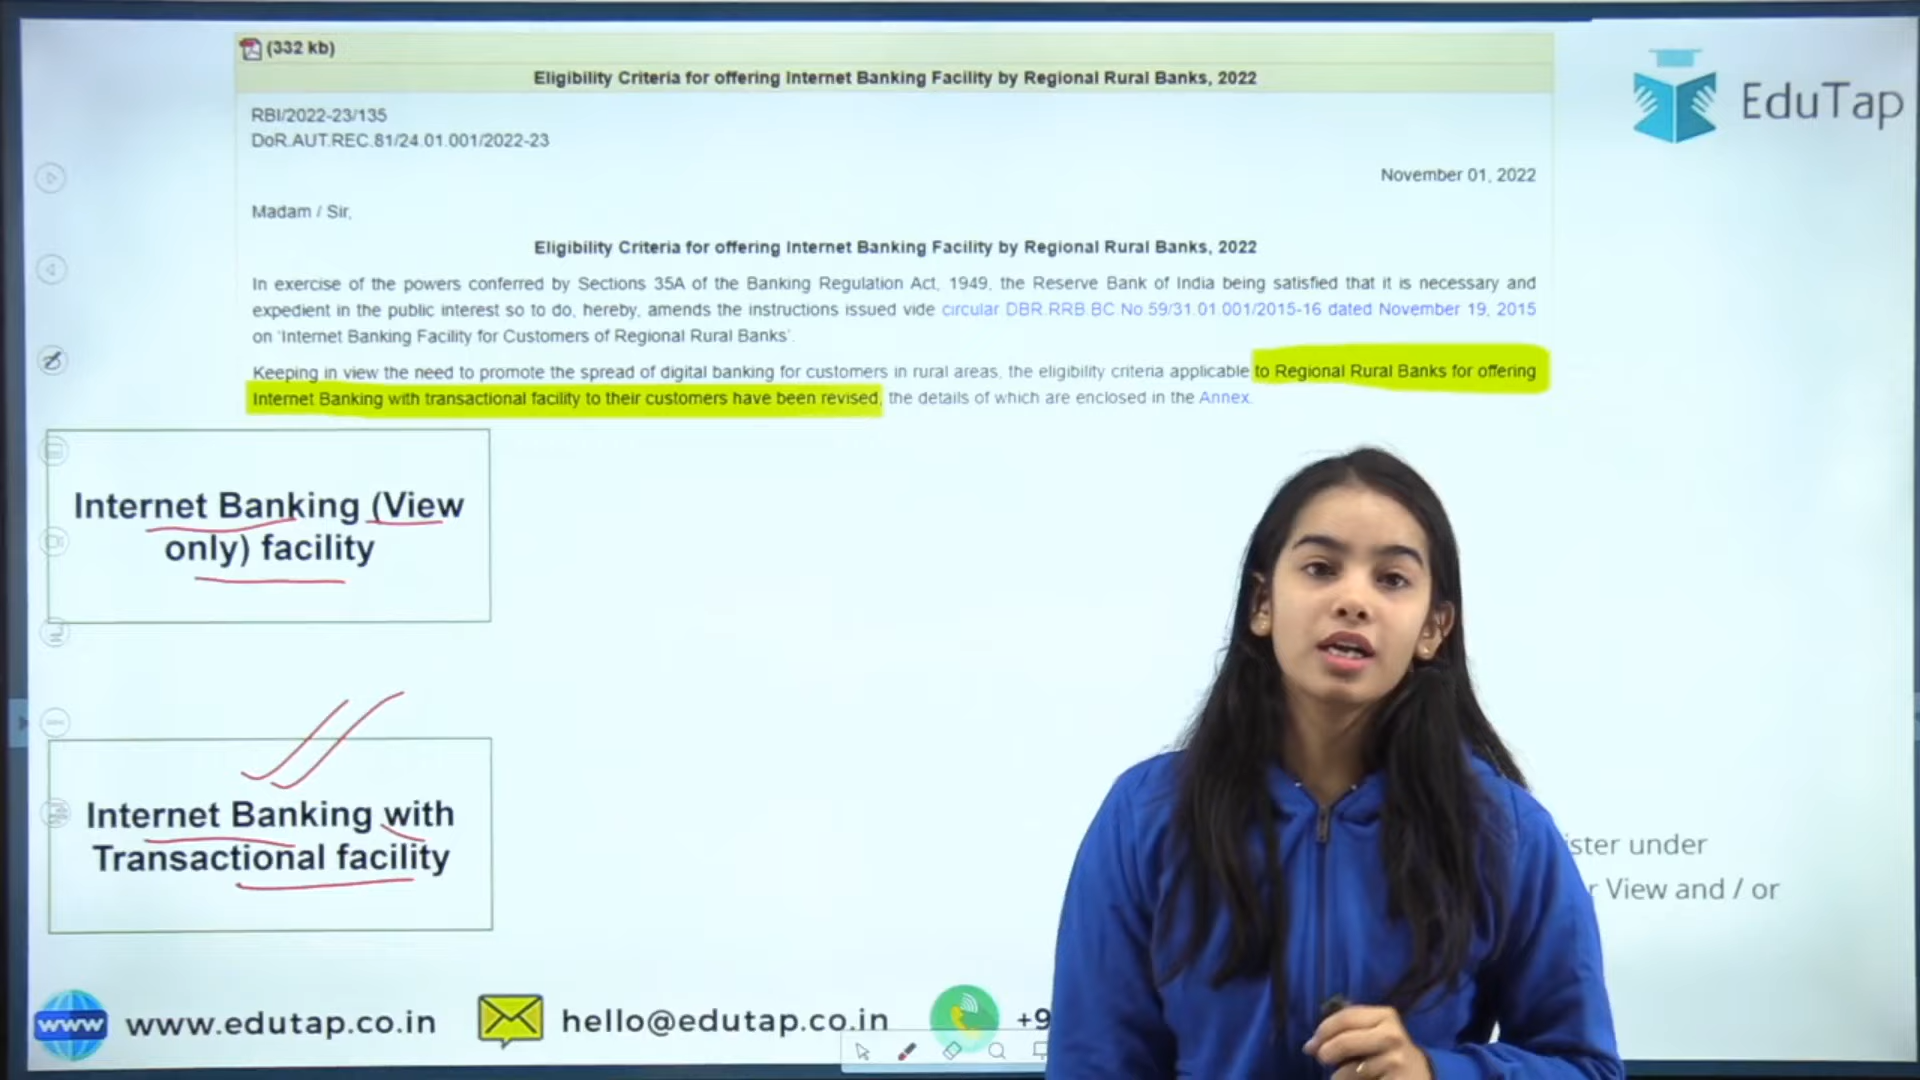 (332 kb)
Eligibility Criteria for offering Internet Banking Facility by Regional Rural Banks, 2022
RBI/2022-23/135
DoR.AUT.REC.81/24.01.001/2022-23
November 01, 2022
Madam / Sir,
Eligibility Criteria for offering Internet Banking Facility by Regional Rural Banks, 2022
In exercise of the powers conferred by Sections 35A of the Banking Regulation Act, 1949, the Reserve Bank of India being satisfied that it is necessary and
expedient in the public interest so to do, hereby, amends the instructions issued vide circular DBR.RRB.BC.No.59/31.01.001/2015-16 dated November 19, 2015
on 'Internet Banking Facility for Customers of Regional Rural Banks'.
Keeping in view the need to promote the spread of digital banking for customers in rural areas, the eligibility criteria applicable to Regional Rural Banks for offering
Internet Banking with transactional facility to their customers have been revised, the details of which are enclosed in the Annex.
EduTap
Internet Banking (View
only) facility
Internet Banking with
Transactional facility
ister under
r View and / or
www
www.edutap.co.in
hello@edutap.co.in
+9